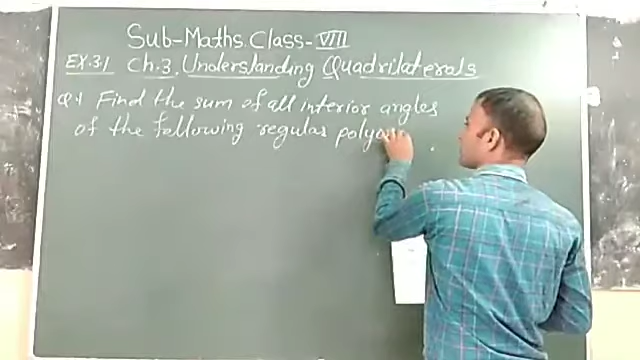 Sub-Maths. Class-VIII
EX.3.1 Ch.3. Understanding Quadrilaterals
Q.1 Find the sum of all interior angles
of the following regular polygo